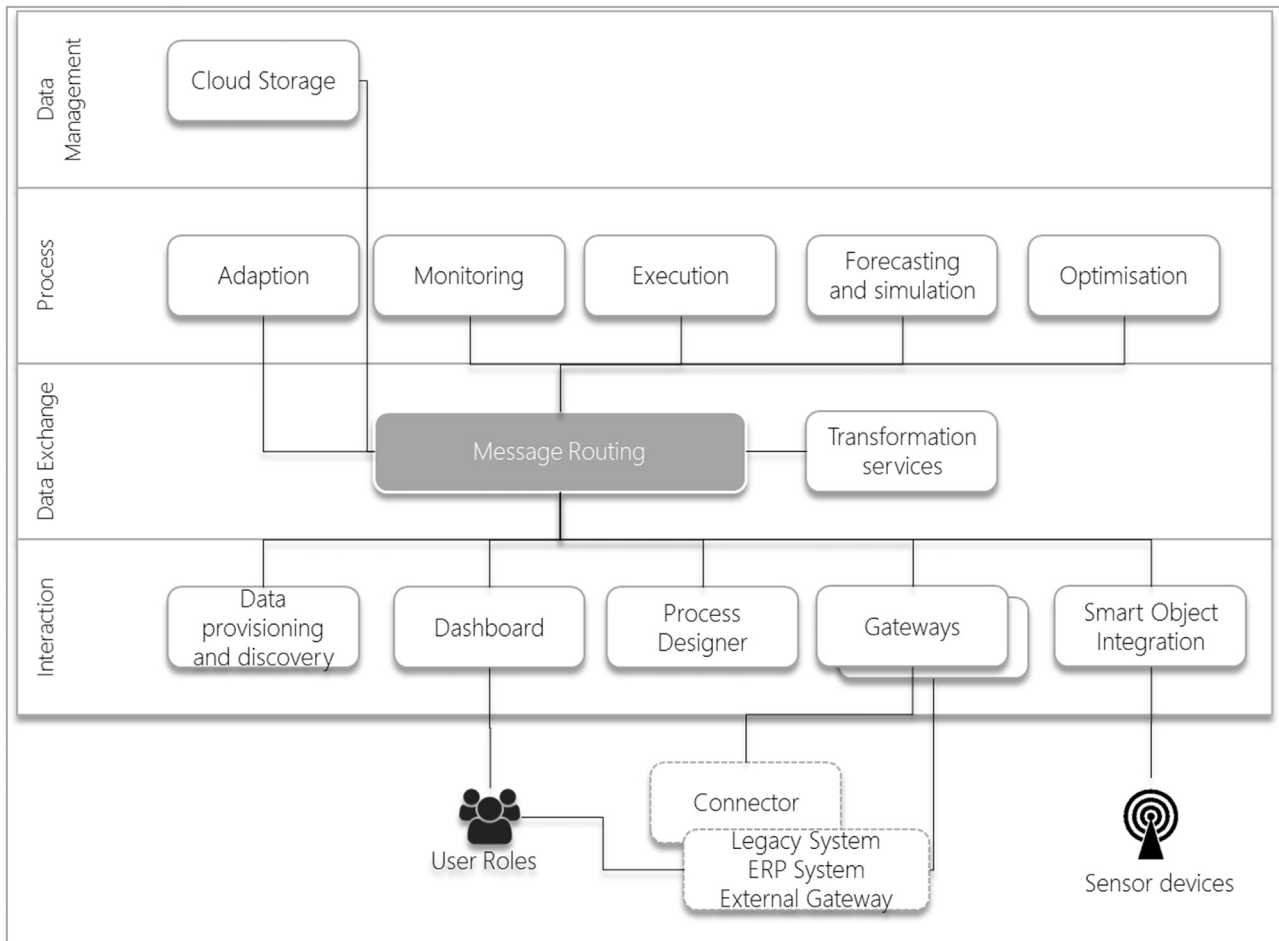 Data
Management
Cloud Storage
Process
Adaption
Monitoring
Execution
Forecasting
and simulation
Optimisation
Data Exchange
Message Routing
Transformation
services
Interaction
Data
provisioning
and discovery
Dashboard
Process
Designer
Gateways
Smart Object
Integration
User Roles
Connector
Legacy System
ERP System
External Gateway
Sensor devices